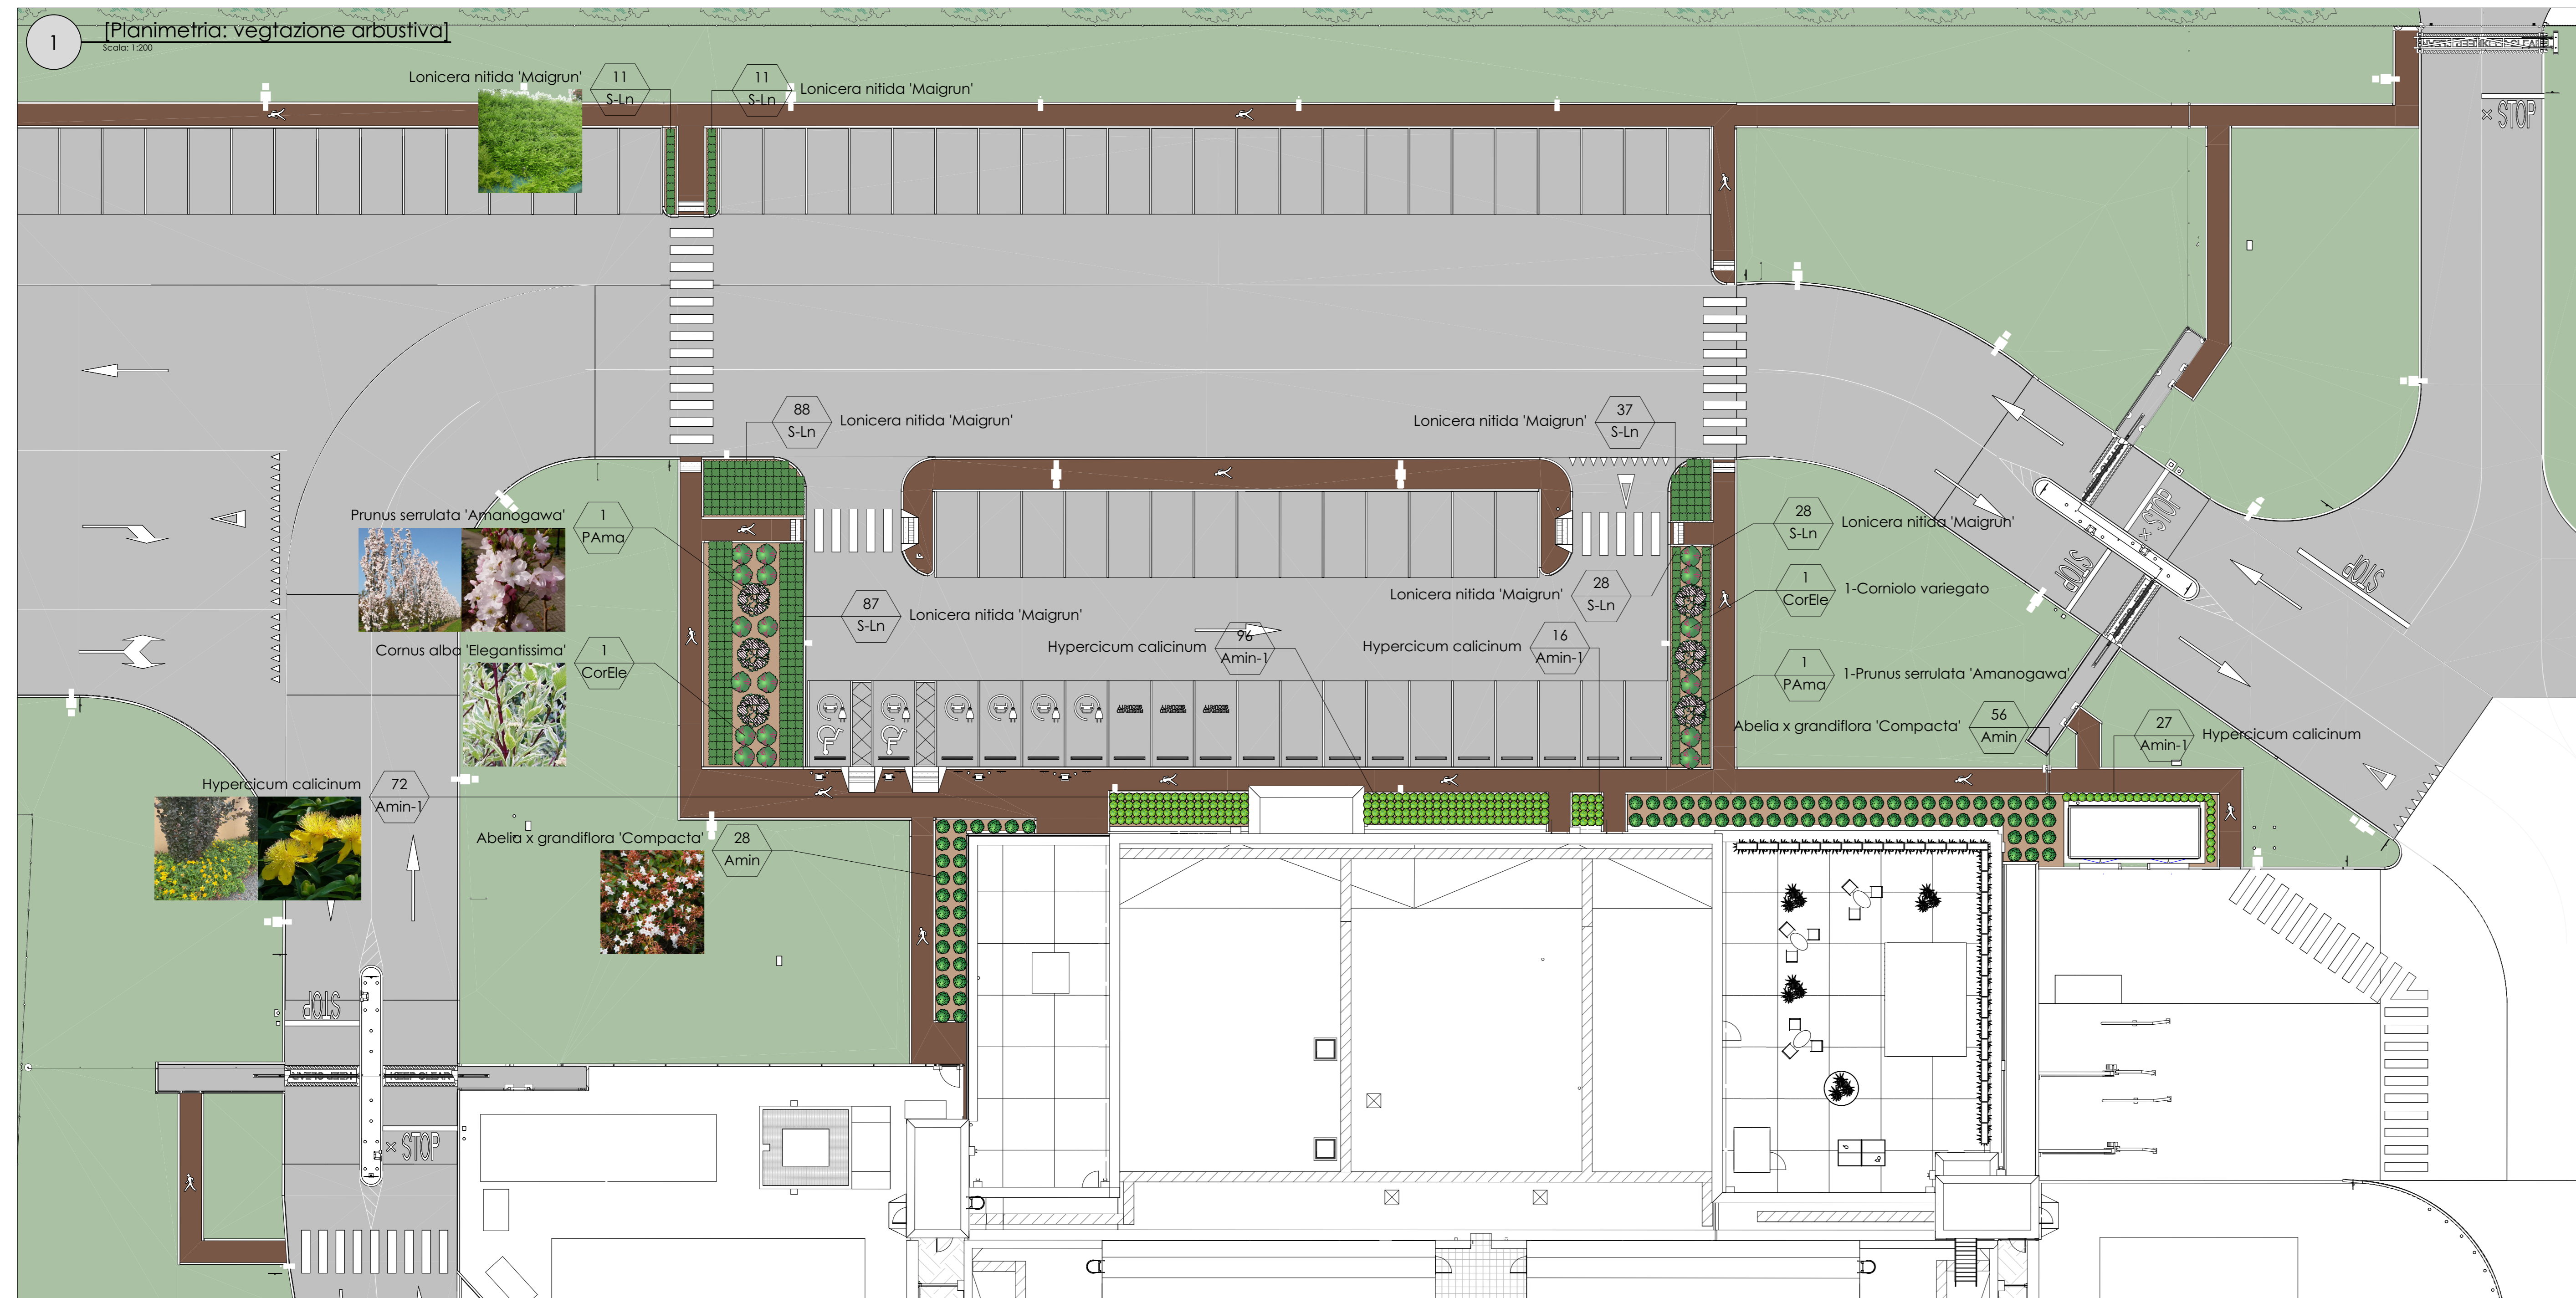 1
[Planimetria: vegtazione arbustiva]
Scala: 1:200
Lonicera nitida 'Maigrun'
11
S-Ln
11
S-Ln
Lonicera nitida 'Maigrun'
× STOP
88
S-Ln
Lonicera nitida 'Maigrun'
Lonicera nitida 'Maigrun'
37
S-Ln
Prunus serrulata 'Amanogawa'
1
PAma
28
S-Ln
Lonicera nitida 'Maigrun'
× STOP
STOP
STOP
Lonicera nitida 'Maigrun'
28
S-Ln
1
CorEle
1-Corniolo variegato
87
S-Ln
Lonicera nitida 'Maigrun'
Cornus alba 'Elegantissima'
1
CorEle
Hypercicum calicinum
96
Amin-1
Hypercicum calicinum
16
Amin-1
1
PAma
1-Prunus serrulata 'Amanogawa'
Abelia x grandiflora 'Compacta'
56
Amin
27
Amin-1
Hypercicum calicinum
Hypercicum calicinum
72
Amin-1
Abelia x grandiflora 'Compacta'
28
Amin
STOP
KEEP CLEAR
× STOP